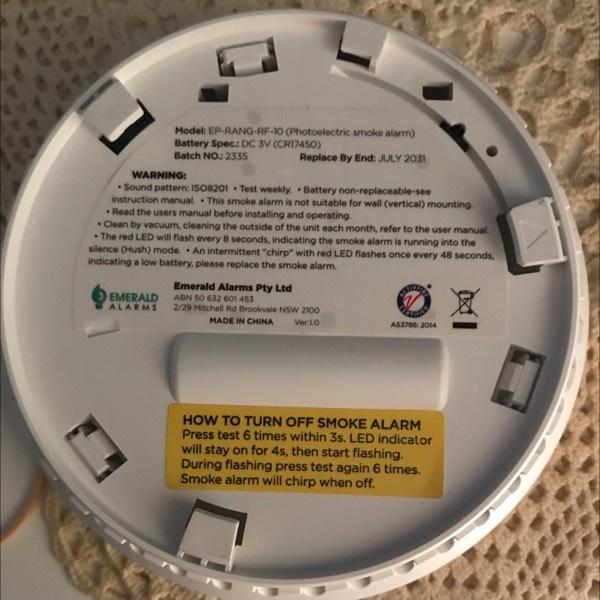 Model: EP-RANG-RF-10 (Photoelectric smoke alarm)
Battery Spec.: DC 3V (CR17450)
Batch NO.: 2335 Replace By End: JULY 2031
WARNING:
• Sound pattern: ISO8201 • Test weekly. • Battery non-replaceable-see
instruction manual. • This smoke alarm is not suitable for wall (vertical) mounting.
• Read the users manual before installing and operating.
• Clean by vacuum, cleaning the outside of the unit each month, refer to the user manual.
• The red LED will flash every 8 seconds, indicating the smoke alarm is running into the
silence (Hush) mode. • An intermittent "chirp" with red LED flashes once every 48 seconds,
indicating a low battery, please replace the smoke alarm.
EMERALD
ALARMS
Emerald Alarms Pty Ltd
ABN 50 632 601 453
2/29 Mitchell Rd Brookvale NSW 2100
MADE IN CHINA Ver:1.0
ACTIVFIRE
CERTIFIED
AS3786: 2014
HOW TO TURN OFF SMOKE ALARM
Press test 6 times within 3s. LED indicator
will stay on for 4s, then start flashing.
During flashing press test again 6 times.
Smoke alarm will chirp when off.